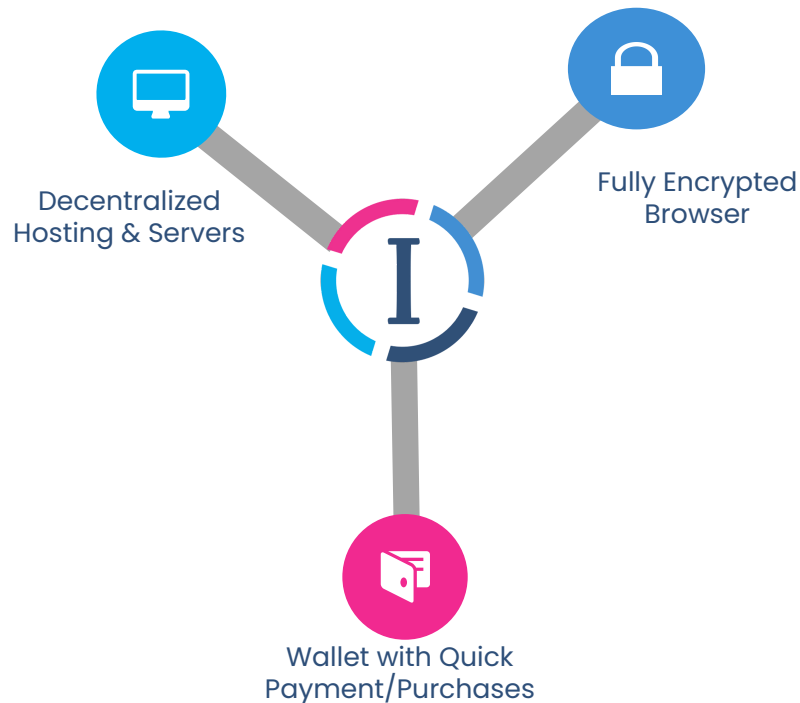 Decentralized
Hosting & Servers
Fully Encrypted
Browser
I
Wallet with Quick
Payment/Purchases